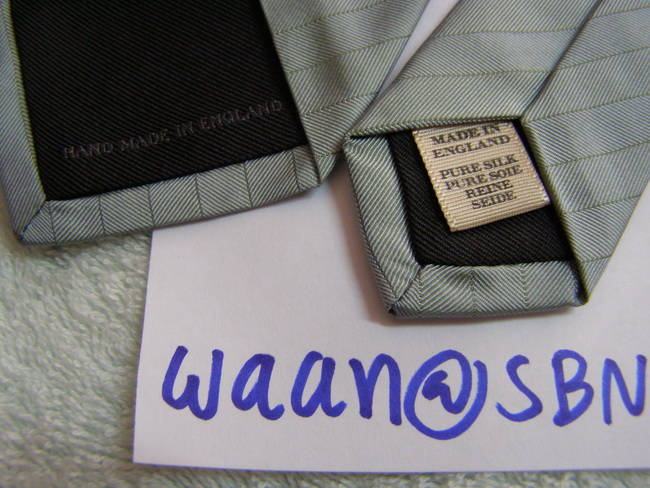 HAND MADE IN ENGLAND
MADE IN
ENGLAND
PURE SILK
PURE SOIE
REINE
SEIDE
waan@SBN